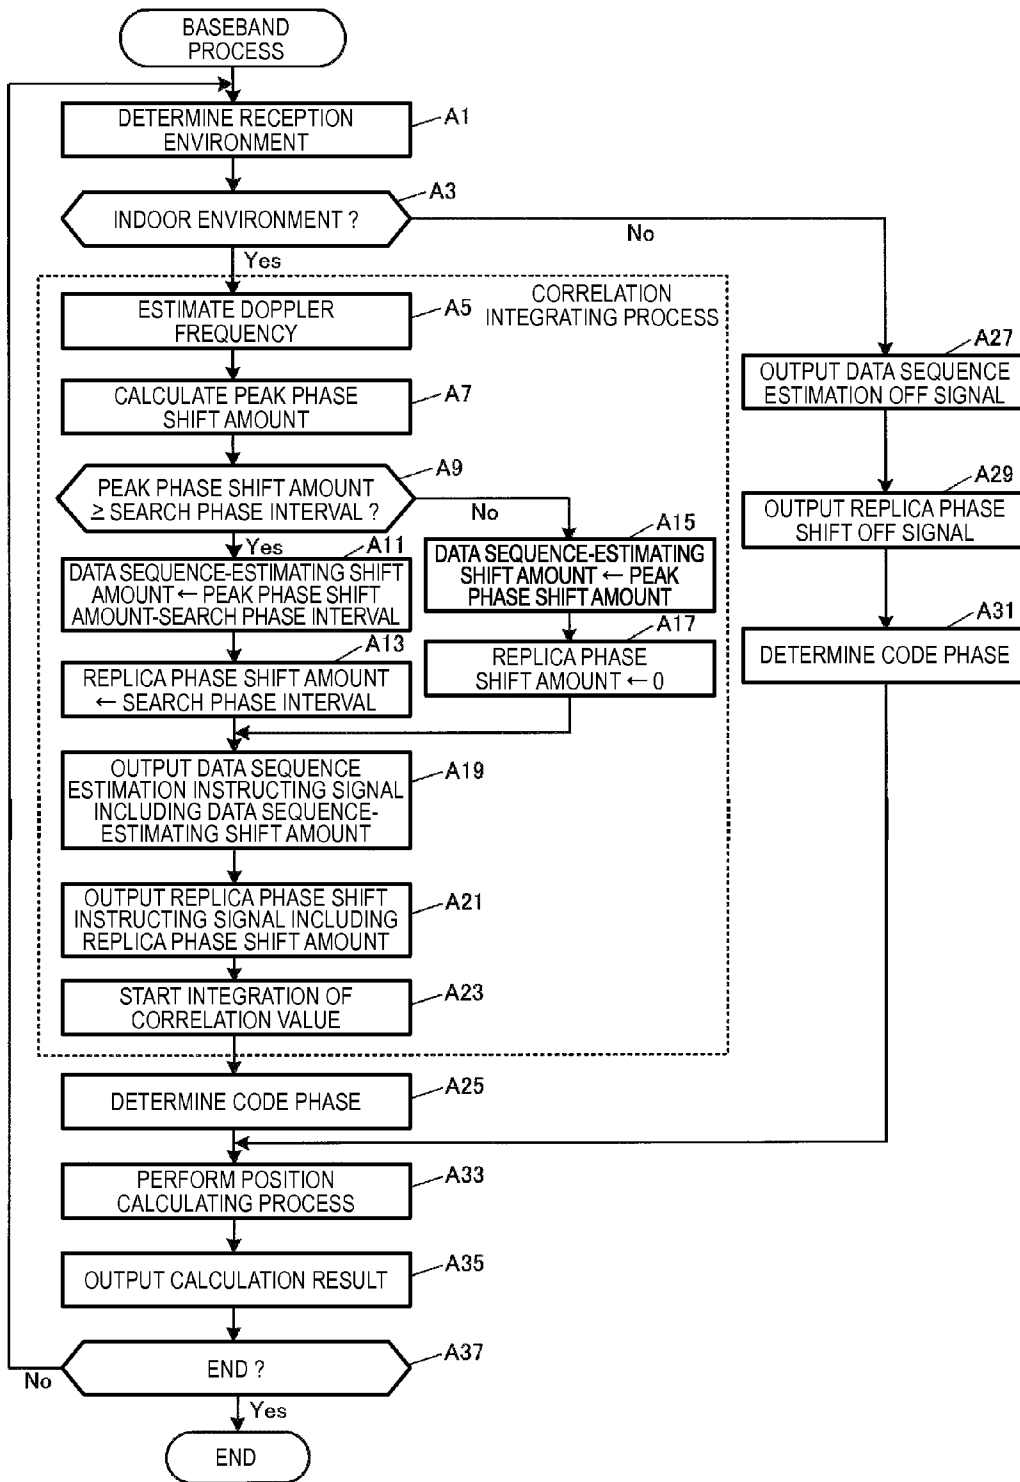 BASEBAND
PROCESS
DETERMINE RECEPTION
ENVIRONMENT
A1
INDOOR ENVIRONMENT ?
A3
No
Yes
CORRELATION
INTEGRATING PROCESS
ESTIMATE DOPPLER
FREQUENCY
A5
CALCULATE PEAK PHASE
SHIFT AMOUNT
A7
PEAK PHASE SHIFT AMOUNT
≥ SEARCH PHASE INTERVAL ?
A9
No
Yes
DATA SEQUENCE-ESTIMATING SHIFT
AMOUNT ← PEAK PHASE SHIFT
AMOUNT-SEARCH PHASE INTERVAL
A11
REPLICA PHASE SHIFT AMOUNT
← SEARCH PHASE INTERVAL
A13
DATA SEQUENCE-ESTIMATING
SHIFT AMOUNT ← PEAK
PHASE SHIFT AMOUNT
A15
REPLICA PHASE
SHIFT AMOUNT ← 0
A17
OUTPUT DATA SEQUENCE
ESTIMATION INSTRUCTING SIGNAL
INCLUDING DATA SEQUENCE-
ESTIMATING SHIFT AMOUNT
A19
OUTPUT REPLICA PHASE SHIFT
INSTRUCTING SIGNAL INCLUDING
REPLICA PHASE SHIFT AMOUNT
A21
START INTEGRATION OF
CORRELATION VALUE
A23
DETERMINE CODE PHASE
A25
OUTPUT DATA SEQUENCE
ESTIMATION OFF SIGNAL
A27
OUTPUT REPLICA PHASE
SHIFT OFF SIGNAL
A29
DETERMINE CODE PHASE
A31
PERFORM POSITION
CALCULATING PROCESS
A33
OUTPUT CALCULATION RESULT
A35
END ?
A37
No
Yes
END